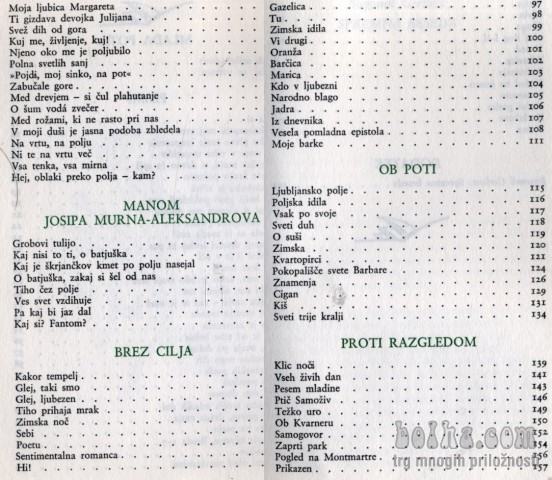 Moja ljubica Margareta
Ti gizdava devojka Julijana
Svež dih od gora
Kuj me, življenje, kuj!
Njeno oko me je poljubilo
Polna svetlih sanj
»Pojdi, moj sinko, na pot«
Zabučale gore
Med drevjem – si čul plahutanje
O šum vodá zvečer
Med rožami, ki ne rasto pri nas
V moji duši je jasna podoba zbledela
Na vrtu, na polju
Ni te na vrtu več
Vsa tenka, vsa mirna
Hej, oblaki preko polja – kam?
MANOM
JOSIPA MURNA-ALEKSANDROVA
Grobovi tulijo
Kaj nisi to ti, o batjuška
Kaj je škrjančkov kmet po polju nasejal
O batjuška, zakaj si šel od nas
Tiho čez polje
Ves svet vzdihuje
Pa kaj bi jaz dal
Kaj si? Fantom?
BREZ CILJA
Kakor tempelj
Glej, taki smo
Glej, ljubezen
Tiho prihaja mrak
Zimska noč
Sebi
Poetu
Sentimentalna romanca
Hi!
Gazelica 97
Tu 98
Zimska idila 99
Vi drugi 100
Oranža 101
Barčica 102
Marica 103
Kdo v ljubezni 104
Narodno blago 105
Jadra 106
Iz dnevnika 107
Vesela pomladna epistola 108
Moje barke 111
OB POTI
Ljubljansko polje 115
Poljska idila 116
Vsak po svoje 117
Sveti duh 118
O suši 119
Zimska 120
Kvartopirci 121
Pokopališče svete Barbare 124
Znamenja 126
Cigan 129
Kiš 131
Sveti trije kralji 134
PROTI RAZGLEDOM
Klic noči 139
Vseh živih dan 141
Pesem mladine 143
Ptič Samoživ 146
Težko uro 149
Ob Kvarneru 150
Samogovor 152
Zaprti park 154
Pogled na Montmartre 156
Prikazen 157
bolha.com
trg mnogih priložnosti